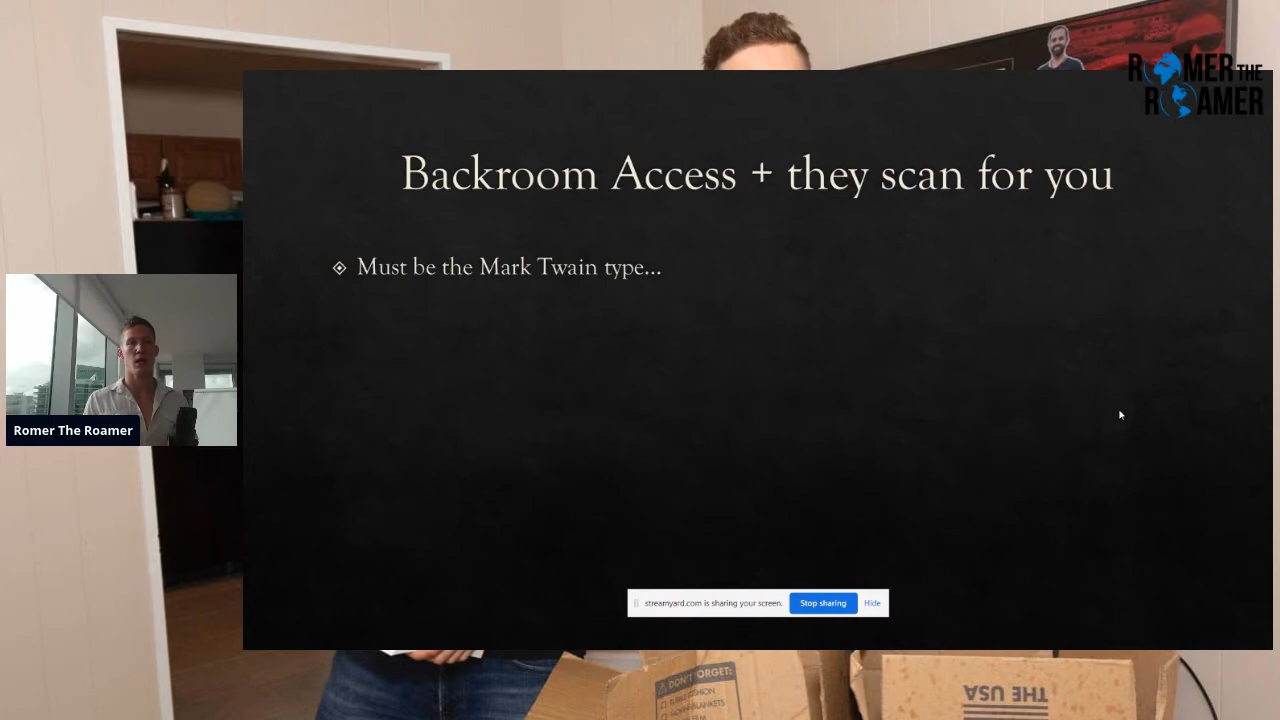 ROMER THE
ROAMER
Backroom Access + they scan for you
Must be the Mark Twain type...
Romer The Roamer
streamyard.com is sharing your screen.
Stop sharing
Hide
DON'T FORGET:
BLANKETS
THE USA